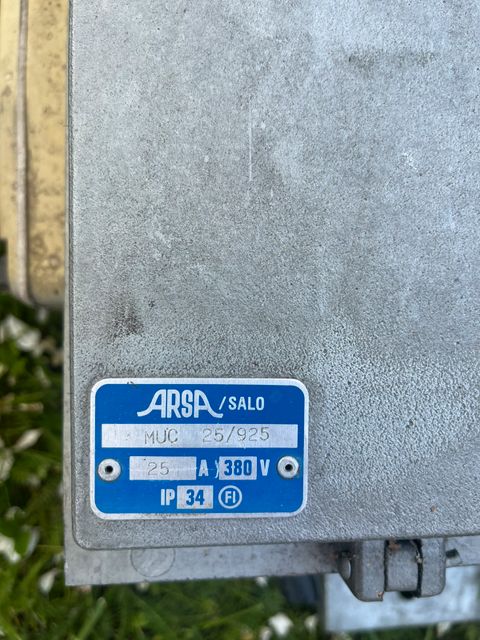 ARSA/SALO
MUC 25/925
25 A 380 V
IP 34 FI